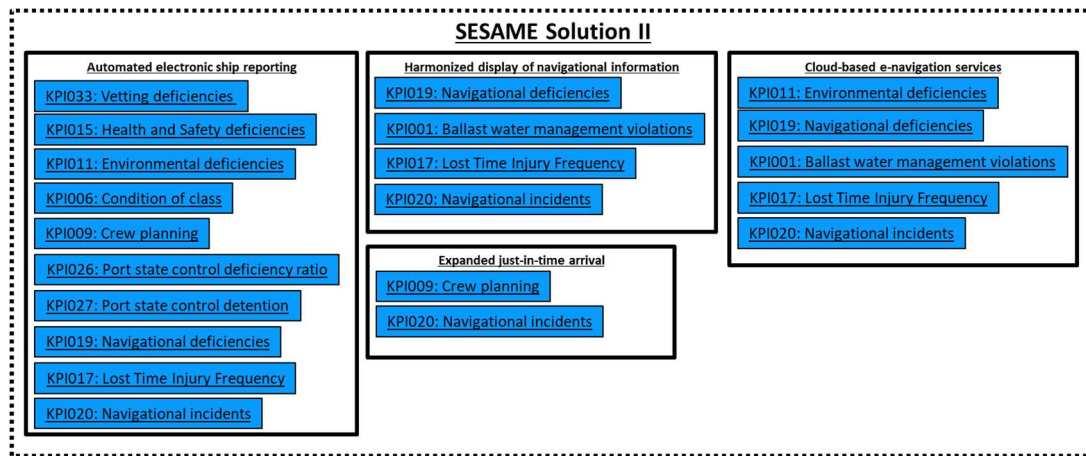 SESAME Solution II
Automated electronic ship reporting
KPI033: Vetting deficiencies
KPI015: Health and Safety deficiencies
KPI011: Environmental deficiencies
KPI006: Condition of class
KPI009: Crew planning
KPI026: Port state control deficiency ratio
KPI027: Port state control detention
KPI019: Navigational deficiencies
KPI017: Lost Time Injury Frequency
KPI020: Navigational incidents
Harmonized display of navigational information
KPI019: Navigational deficiencies
KPI001: Ballast water management violations
KPI017: Lost Time Injury Frequency
KPI020: Navigational incidents
Expanded just-in-time arrival
KPI009: Crew planning
KPI020: Navigational incidents
Cloud-based e-navigation services
KPI011: Environmental deficiencies
KPI019: Navigational deficiencies
KPI001: Ballast water management violations
KPI017: Lost Time Injury Frequency
KPI020: Navigational incidents